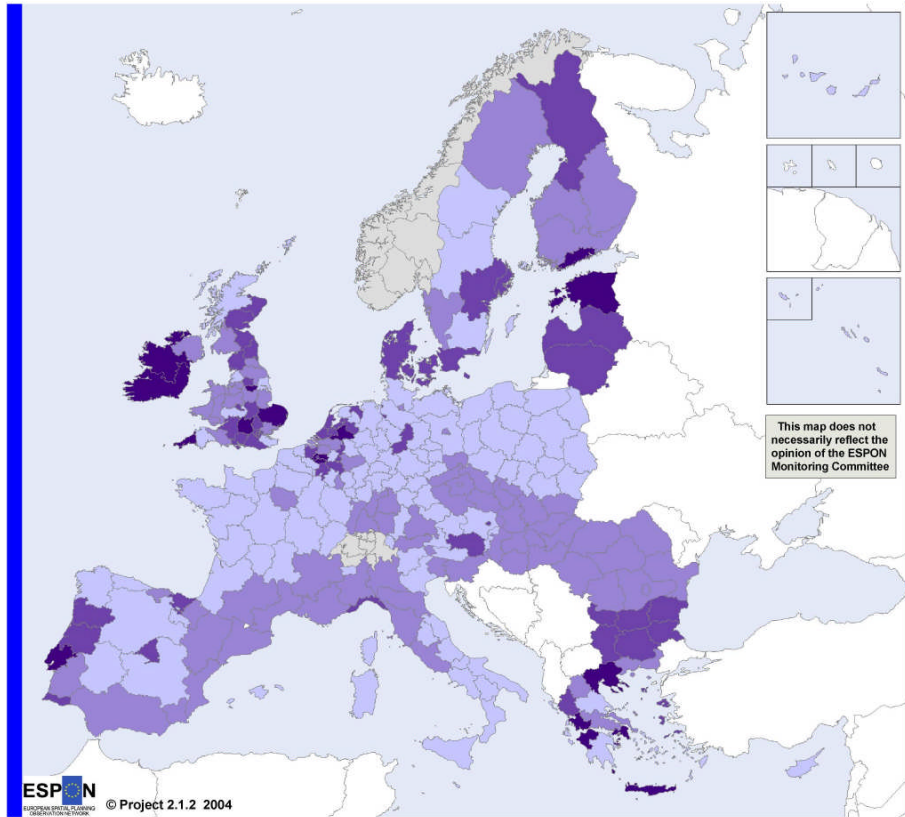 This map does not
necessarily reflect the
opinion of the ESPON
Monitoring Committee
ESPON
EUROPEAN SPATIAL PLANNING
OBSERVATION NETWORK
© Project 2.1.2 2004